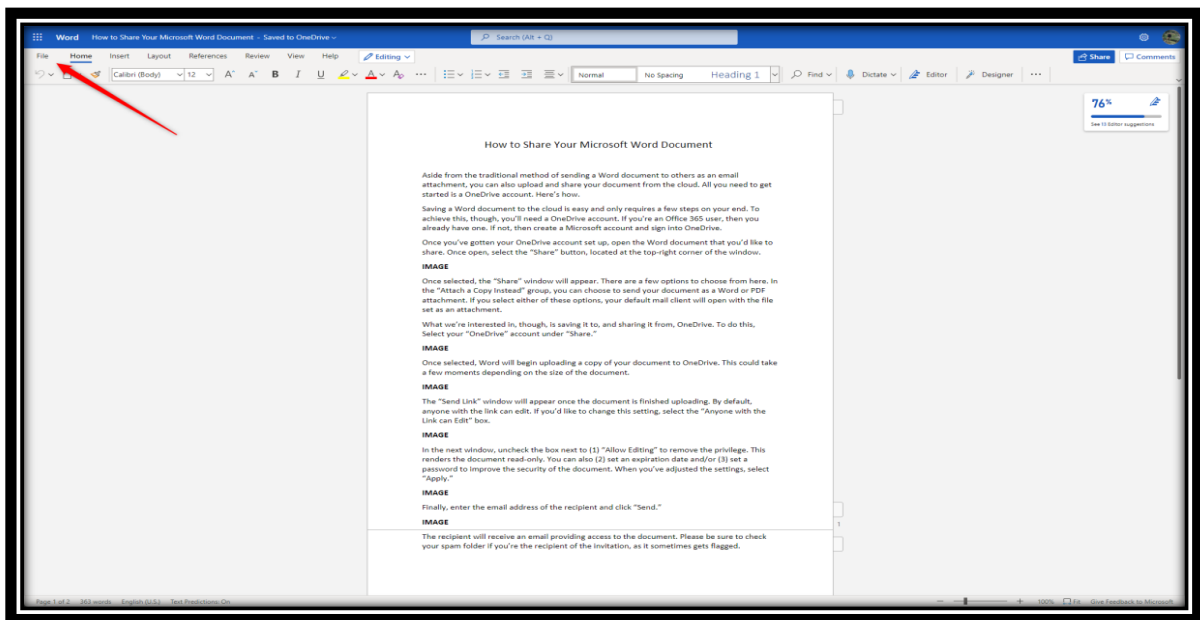 Word How to Share Your Microsoft Word Document - Saved to OneDrive
Search (Alt + Q)
File Home Insert Layout References Review View Help Editing
Share Comments
Calibri (Body) 12 A A B I U A Normal No Spacing Heading 1 Find Dictate Editor Designer
76%
See 13 Editor suggestions
How to Share Your Microsoft Word Document
Aside from the traditional method of sending a Word document to others as an email
attachment, you can also upload and share your document from the cloud. All you need to get
started is a OneDrive account. Here's how.
Saving a Word document to the cloud is easy and only requires a few steps on your end. To
achieve this, though, you'll need a OneDrive account. If you're an Office 365 user, then you
already have one. If not, then create a Microsoft account and sign into OneDrive.
Once you've gotten your OneDrive account set up, open the Word document that you'd like to
share. Once open, select the "Share" button, located at the top-right corner of the window.
IMAGE
Once selected, the "Share" window will appear. There are a few options to choose from here. In
the "Attach a Copy Instead" group, you can choose to send your document as a Word or PDF
attachment. If you select either of these options, your default mail client will open with the file
set as an attachment.
What we're interested in, though, is saving it to, and sharing it from, OneDrive. To do this,
Select your "OneDrive" account under "Share."
IMAGE
Once selected, Word will begin uploading a copy of your document to OneDrive. This could take
a few moments depending on the size of the document.
IMAGE
The "Send Link" window will appear once the document is finished uploading. By default,
anyone with the link can edit. If you'd like to change this setting, select the "Anyone with the
Link can Edit" box.
IMAGE
In the next window, uncheck the box next to (1) "Allow Editing" to remove the privilege. This
renders the document read-only. You can also (2) set an expiration date and/or (3) set a
password to improve the security of the document. When you've adjusted the settings, select
"Apply."
IMAGE
Finally, enter the email address of the recipient and click "Send."
IMAGE
1
The recipient will receive an email providing access to the document. Please be sure to check
your spam folder if you're the recipient of the invitation, as it sometimes gets flagged.
Page 1 of 2 363 words English (U.S.) Text Predictions: On 100% Fit Give Feedback to Microsoft